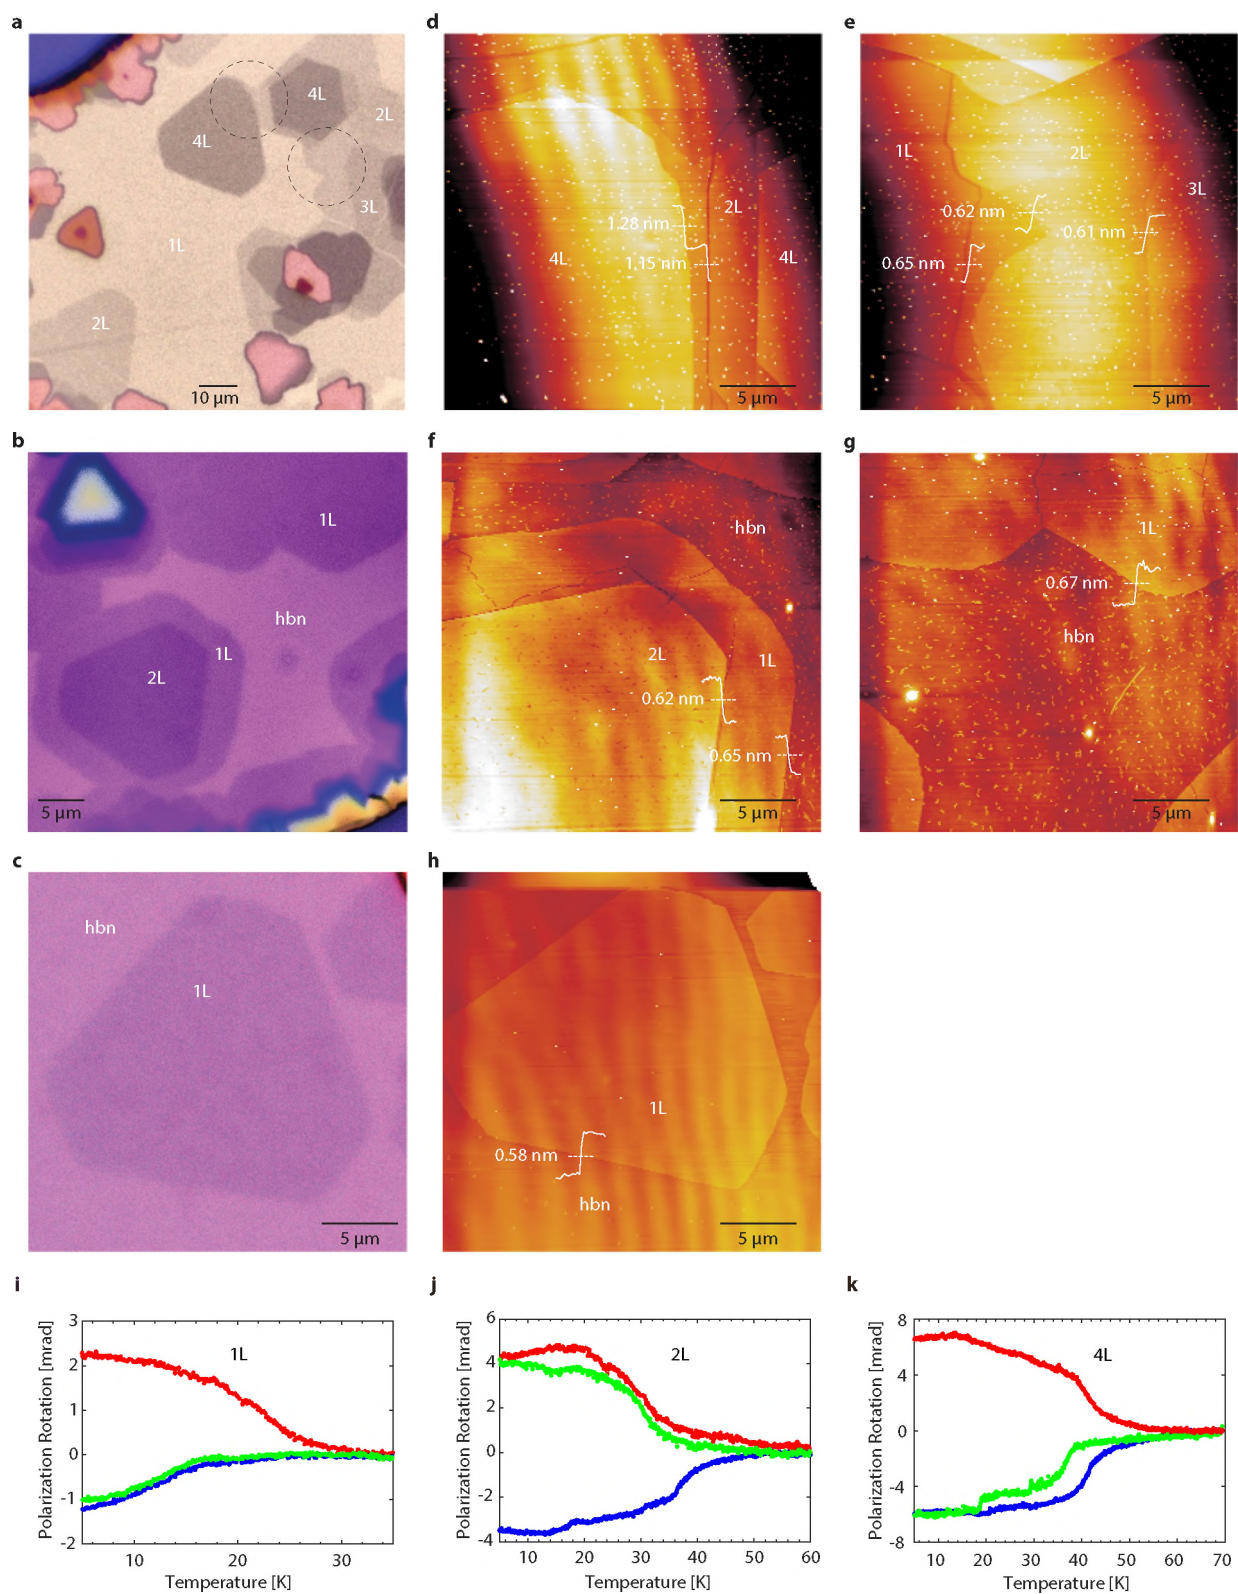 a
4L
4L
2L
3L
1L
2L
10 µm
d
1.28 nm
2L
1.15 nm
4L
4L
5 µm
e
1L
2L
3L
0.62 nm
0.61 nm
0.65 nm
5 µm
b
1L
hbn
1L
2L
5 µm
f
hbn
2L
1L
0.62 nm
0.65 nm
5 µm
g
1L
0.67 nm
hbn
5 µm
c
hbn
1L
5 µm
h
1L
0.58 nm
hbn
5 µm
i
Polarization Rotation [mrad]
3
2
1
0
-1
-2
1L
10 20 30
Temperature [K]
j
Polarization Rotation [mrad]
6
4
2
0
-2
-4
2L
10 20 30 40 50 60
Temperature [K]
k
Polarization Rotation [mrad]
8
4
0
-4
-8
4L
10 20 30 40 50 60 70
Temperature [K]